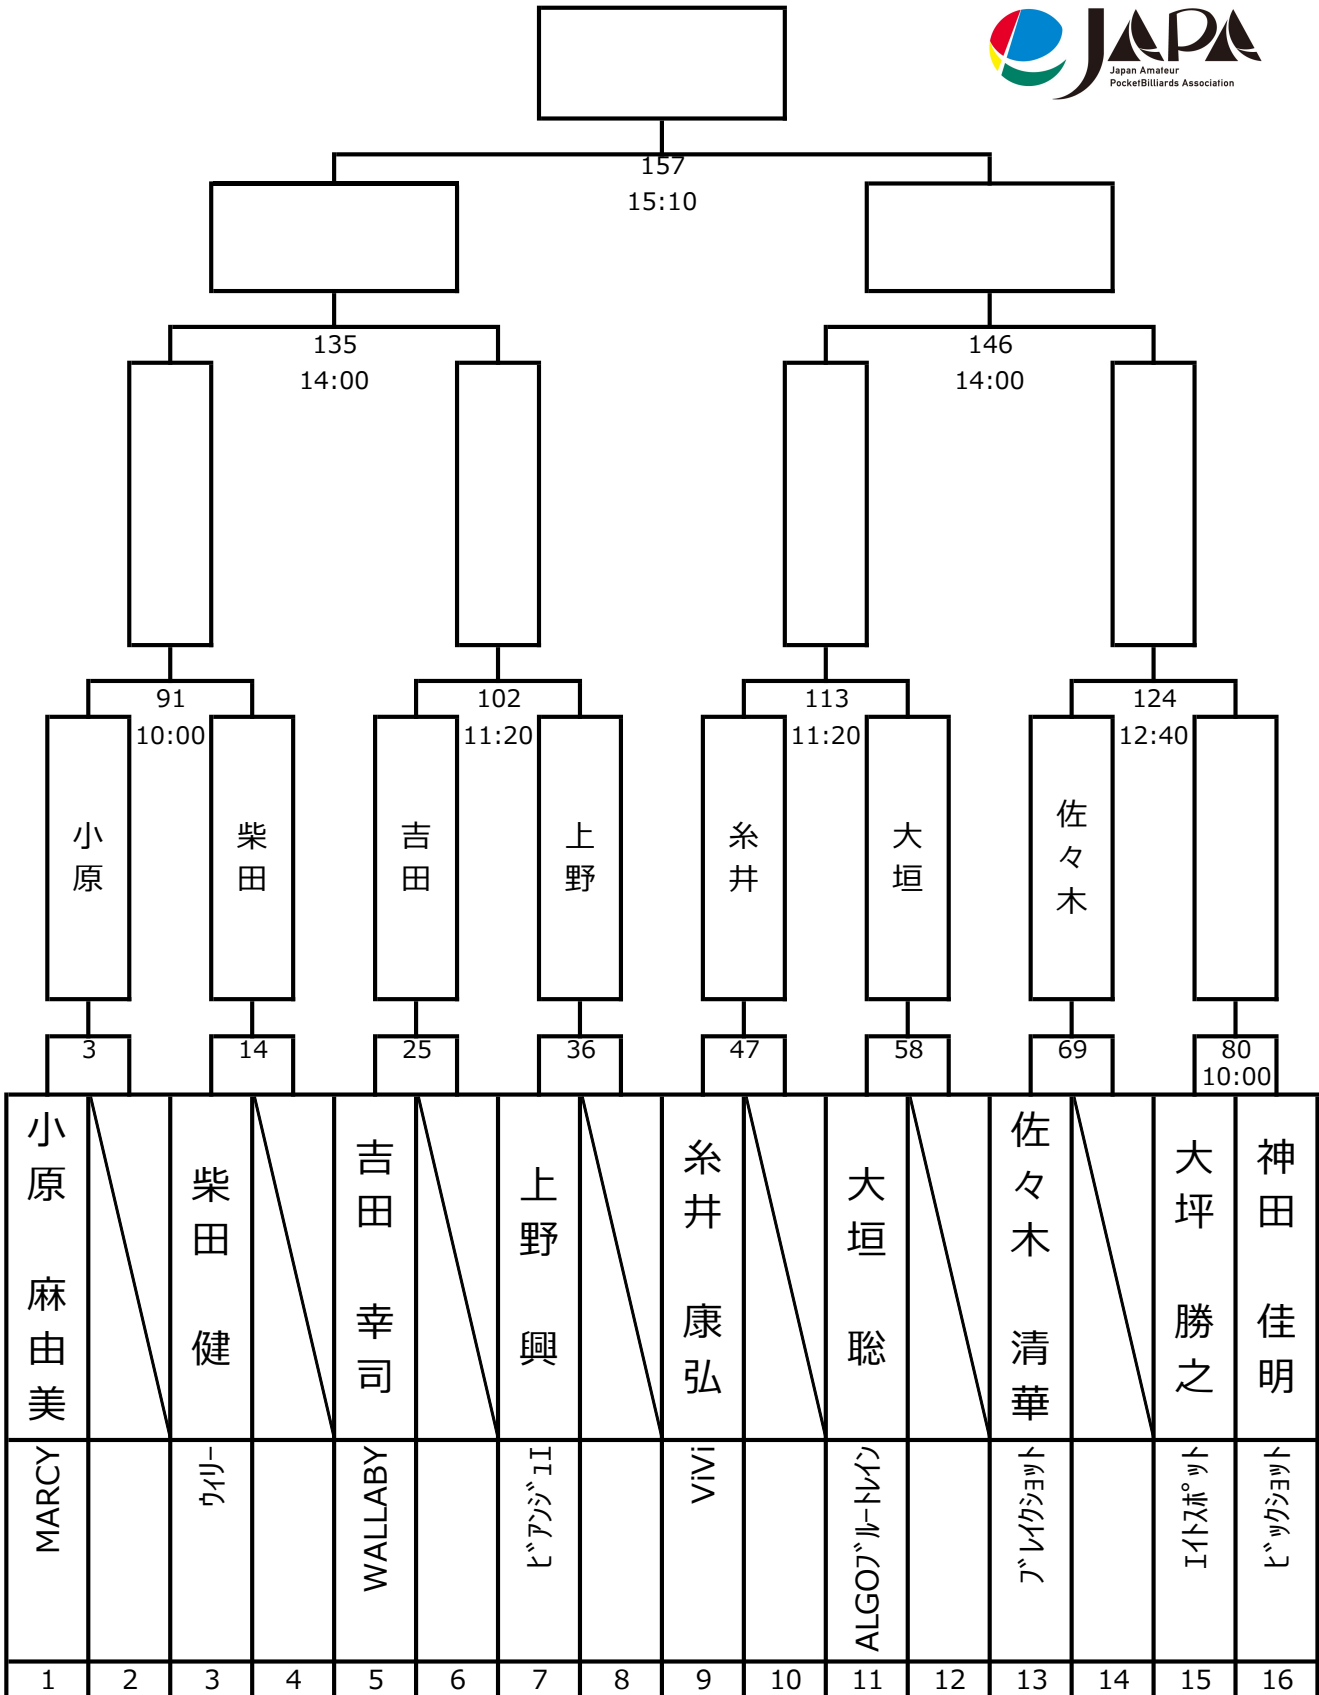 JAPA
Japan Amateur
PocketBilliards Association
157
15:10
135
14:00
146
14:00
91
10:00
102
11:20
113
11:20
124
12:40
小原
柴田
吉田
上野
糸井
大垣
佐々木
3
14
25
36
47
58
69
80
10:00
小原 麻由美
柴田 健
吉田 幸司
上野 興
糸井 康弘
大垣 聡
佐々木 清華
大坪 勝之
神田 佳明
MARCY
ウィリー
WALLABY
ビアンジュエ
ViVi
ALGOブルートレイン
ブレイクショット
エイトスポット
ビックショット
1 2 3 4 5 6 7 8 9 10 11 12 13 14 15 16